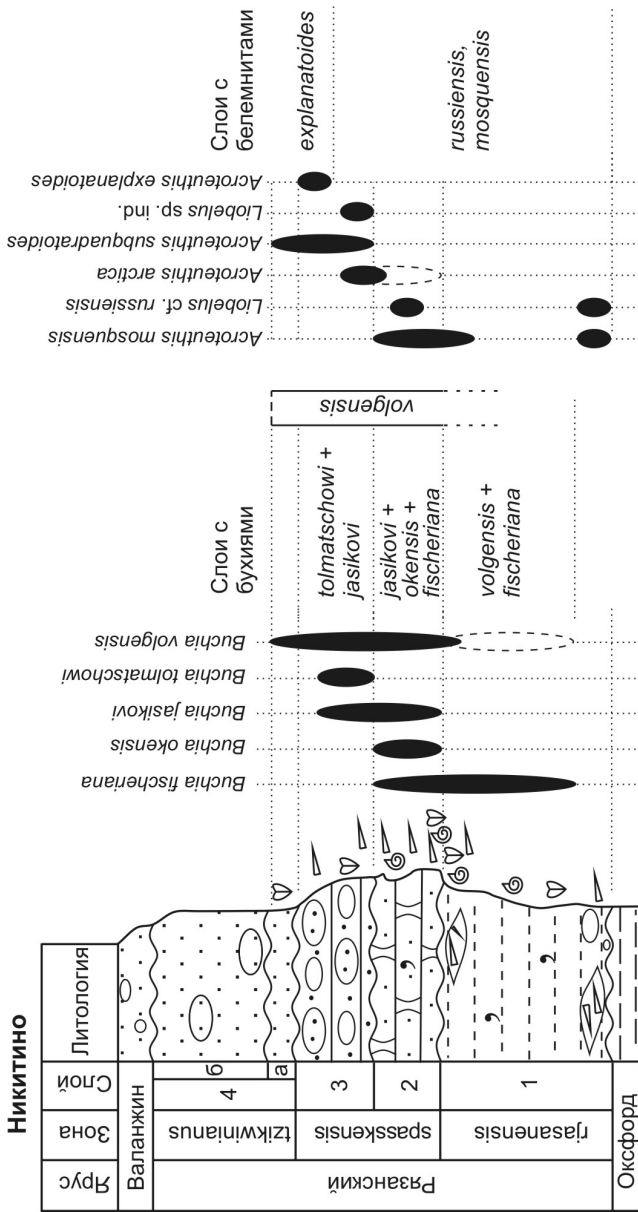 Никитино
Ярус
Зона
Слой
Литология
Валанжин
Рязанский
Оксфорд
tzikwinianus
spasskensis
rjasanensis
4
б
а
3
2
1
Buchia fischeriana
Buchia okensis
Buchia jasikovi
Buchia tolmatschowi
Buchia volgensis
Слои с
бухиями
tolmatschowi +
jasikovi
jasikovi +
okensis +
fischeriana
volgensis +
fischeriana
volgensis
Acroteuthis mosquensis
Liobelus cf. russiensis
Acroteuthis arctica
Acroteuthis subquadratoides
Liobelus sp. ind.
Acroteuthis explanatoides
Слои с
белемнитами
explanatoides
russiensis,
mosquensis